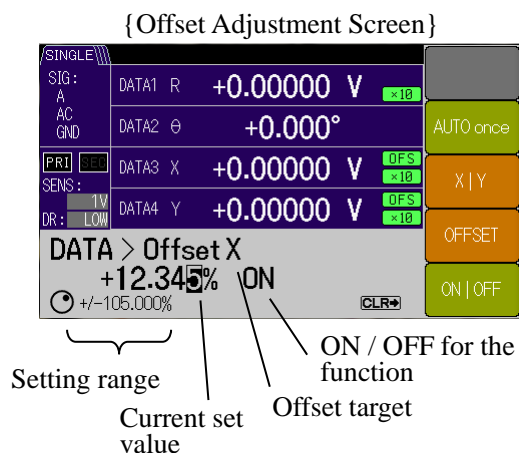 {Offset Adjustment Screen}
SINGLE
SIG:
A
AC
GND
DATA1 R +0.00000 V ×10
DATA2 θ +0.000°
AUTO once
PRI SEC
SENS:
1V
DR: LOW
DATA3 X +0.00000 V OFS ×10
DATA4 Y +0.00000 V OFS ×10
X|Y
OFFSET
ON|OFF
DATA > Offset X
+12.345% ON
+/-105.000%
CLR
Setting range
Current set
value
Offset target
ON / OFF for the
function